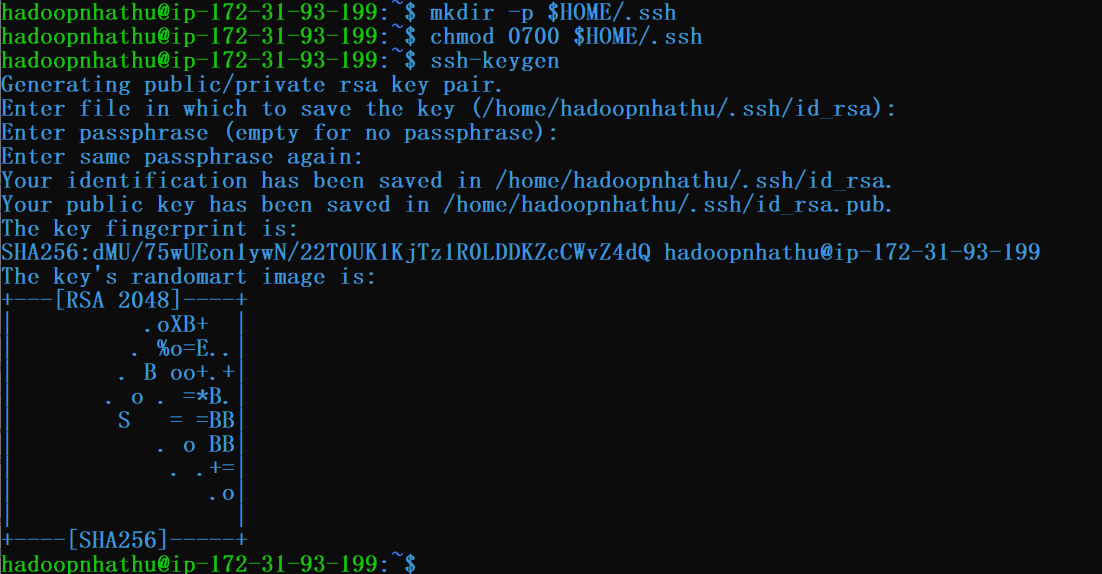 hadoopnhathu@ip-172-31-93-199:~$ mkdir -p $HOME/.ssh
hadoopnhathu@ip-172-31-93-199:~$ chmod 0700 $HOME/.ssh
hadoopnhathu@ip-172-31-93-199:~$ ssh-keygen
Generating public/private rsa key pair.
Enter file in which to save the key (/home/hadoopnhathu/.ssh/id_rsa):
Enter passphrase (empty for no passphrase):
Enter same passphrase again:
Your identification has been saved in /home/hadoopnhathu/.ssh/id_rsa.
Your public key has been saved in /home/hadoopnhathu/.ssh/id_rsa.pub.
The key fingerprint is:
SHA256:dMU/75wUEon1ywN/22TOUK1KjTz1ROLDDKZcCWvZ4dQ hadoopnhathu@ip-172-31-93-199
The key's randomart image is:
+---[RSA 2048]----+
|          .oXB+  |
|         . %o=E..|
|        . B oo+.+|
|       . o . =*B.|
|        S   = =BB|
|           . o BB|
|            . .+=|
|               .o|
|                 |
+----[SHA256]-----+
hadoopnhathu@ip-172-31-93-199:~$